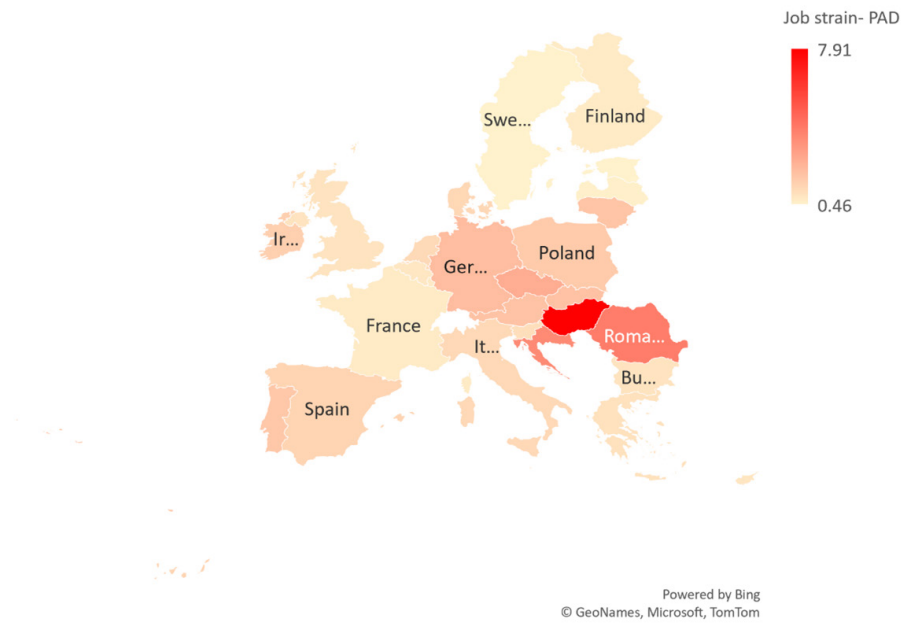 Job strain- PAD
7.91
0.46
Swe...
Finland
Ir...
Ger...
Poland
France
It...
Roma...
Bu...
Spain
Powered by Bing
© GeoNames, Microsoft, TomTom